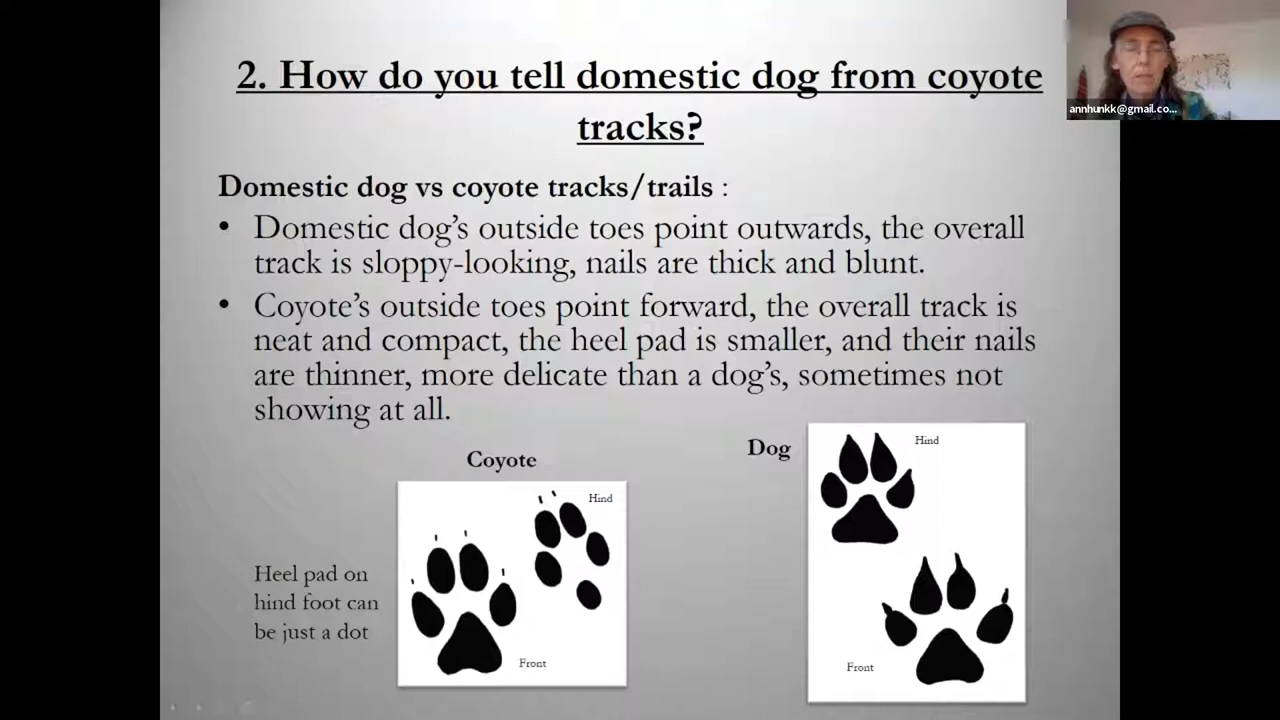 2. How do you tell domestic dog from coyote
tracks?
annhunkk@gmail.co...
Domestic dog vs coyote tracks/trails :
• Domestic dog’s outside toes point outwards, the overall
track is sloppy-looking, nails are thick and blunt.
• Coyote’s outside toes point forward, the overall track is
neat and compact, the heel pad is smaller, and their nails
are thinner, more delicate than a dog’s, sometimes not
showing at all.
Coyote
Dog
Hind
Hind
Heel pad on
hind foot can
be just a dot
Front
Front